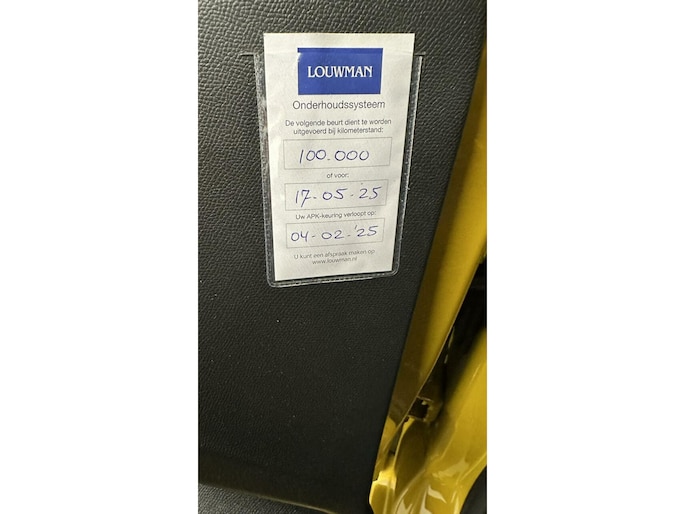 LOUWMAN
Onderhoudssysteem
De volgende beurt dient te worden
uitgevoerd bij kilometerstand:
100.000
of voor:
17-05-25
Uw APK-keuring verloopt op:
04-02-'25
U kunt een afspraak maken op
www.louwman.nl